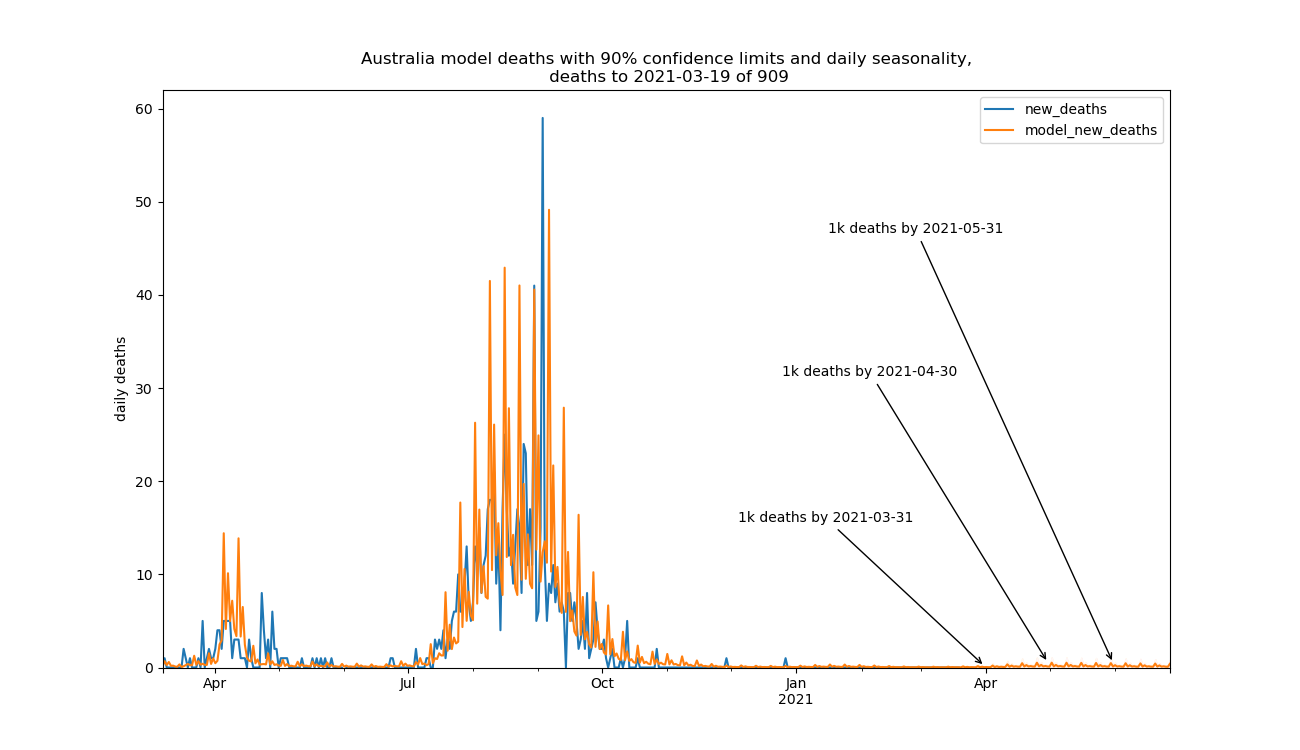 Australia model deaths with 90% confidence limits and daily seasonality,
deaths to 2021-03-19 of 909
new_deaths
model_new_deaths
daily deaths
60
50
40
30
20
10
0
1k deaths by 2021-05-31
1k deaths by 2021-04-30
1k deaths by 2021-03-31
Apr
Jul
Oct
Jan
2021
Apr